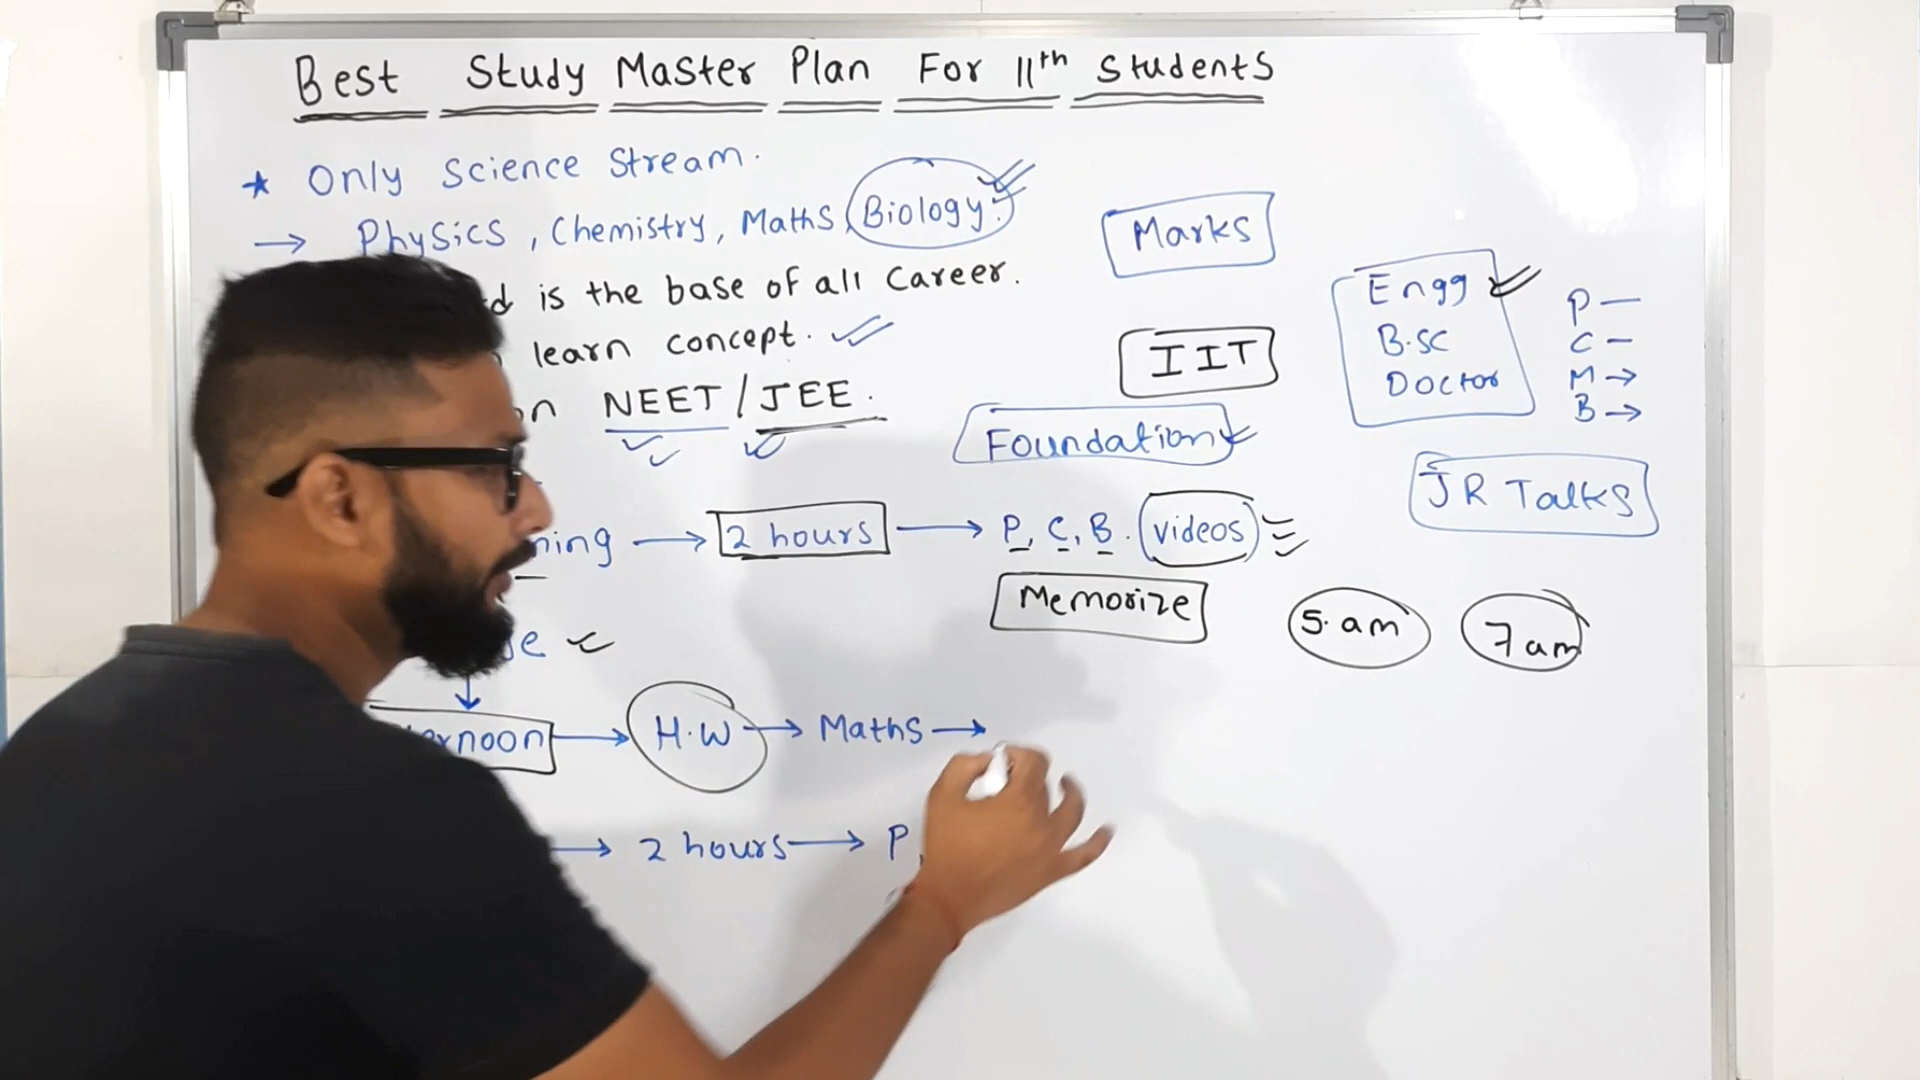 Best Study Master Plan For 11th Students
★ Only Science Stream.
→ Physics, Chemistry, Maths, Biology.
is the base of all Career.
learn concept.
NEET / JEE.
2 hours → P, C, B. videos
Memorize
H.W → Maths →
→ 2 hours → P,
Marks
IIT
Foundation
Engg
B.sc
Doctor
P —
C –
M →
B →
JR Talks
5 am
7 am